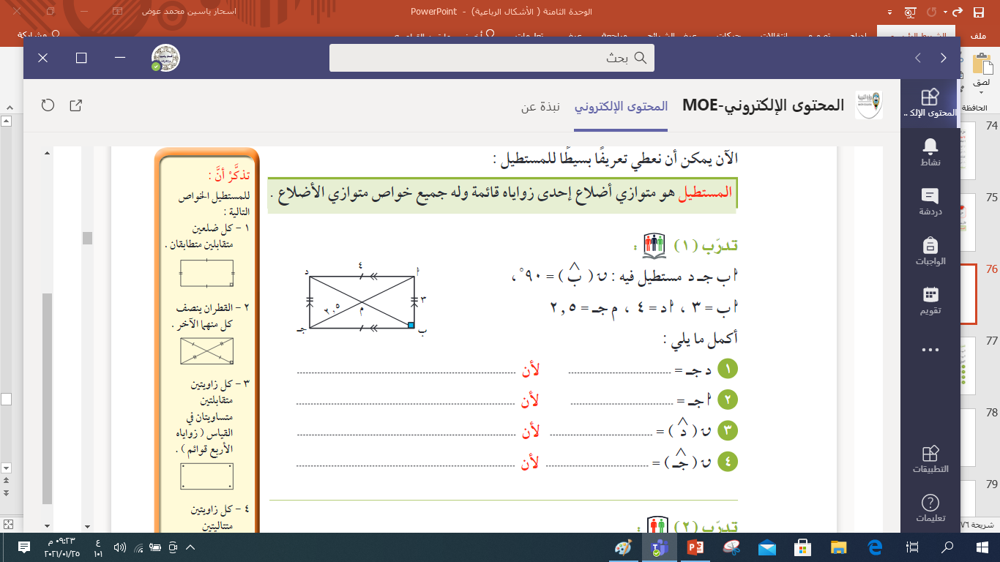 اسحار ياسين محمد عوض
الوحدة الثامنة ( الأشكال الرباعية) - PowerPoint
ملف
لصق
الحافظة
بحث
المحتوى الإلكتروني-MOE
المحتوى الإلكتروني
نبذة عن
المحتوى الإلك...
نشاط
دردشة
الواجبات
تقويم
التطبيقات
تعليمات
الآن يمكن أن نعطي تعريفًا بسيطًا للمستطيل :
المستطيل هو متوازي أضلاع إحدى زواياه قائمة وله جميع خواص متوازي الأضلاع .
تدرّب (١) :
ا ب جـ د مستطيل فيه : ن ( ب̂ ) = ٩٠° ،
ا ب = ٣ ، ا د = ٤ ، م جـ = ٢,٥
أكمل ما يلي :
١ د جـ = .......... لأن ..........
٢ ا جـ = .......... لأن ..........
٣ ن ( د̂ ) = .......... لأن ..........
٤ ن ( جـ̂ ) = .......... لأن ..........
د ٤ ا
٣
٢,٥ م
جـ ب
تدرّب (٢) :
تذكَّرْ أنَّ :
للمستطيل الخواص
التالية :
١ - كل ضلعين
متقابلين متطابقان .
٢ - القطران ينصف
كل منهما الآخر .
٣ - كل زاويتين
متقابلتين
متساويتان في
القياس ( زواياه
الأربع قوائم ) .
٤ - كل زاويتين
متتاليتين
74
75
76
77
78
79
شريحة ٧٦
٠٩:٢٣ م
٢٠٢١/٠١/٢٥
ع
١٠١